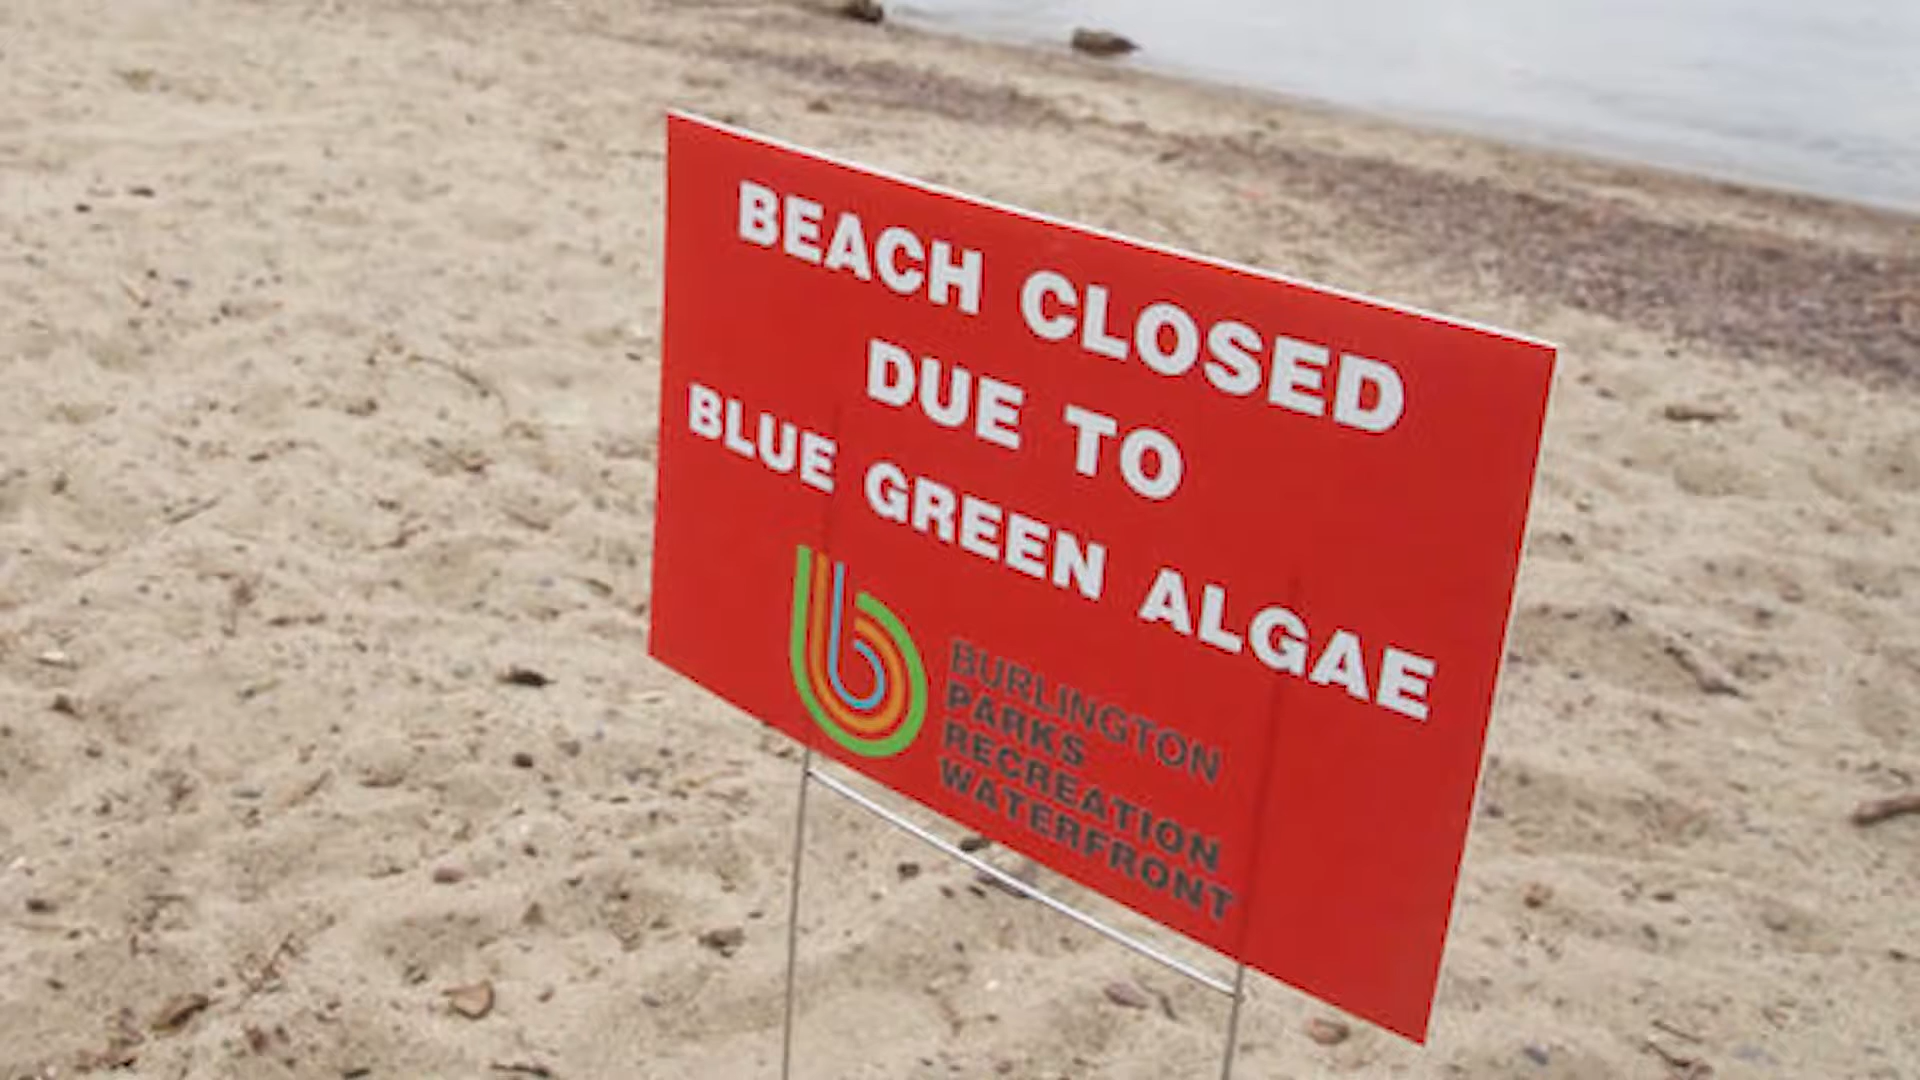 BEACH CLOSED
DUE TO
BLUE GREEN ALGAE
BURLINGTON
PARKS
RECREATION
WATERFRONT